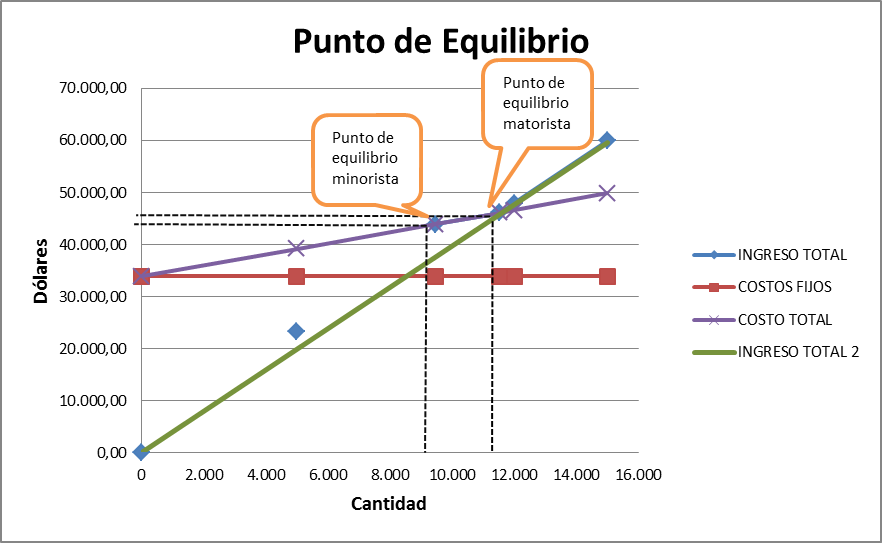 Punto de Equilibrio
Punto de
equilibrio
matorista
Punto de
equilibrio
minorista
70.000,00
60.000,00
50.000,00
40.000,00
30.000,00
20.000,00
10.000,00
0,00
Dólares
0 2.000 4.000 6.000 8.000 10.000 12.000 14.000 16.000
Cantidad
INGRESO TOTAL
COSTOS FIJOS
COSTO TOTAL
INGRESO TOTAL 2